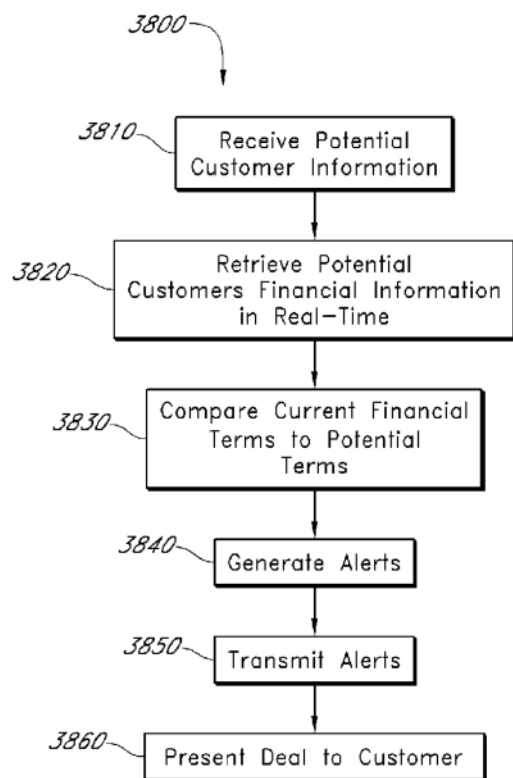 3800
3810
Receive Potential
Customer Information
3820
Retrieve Potential
Customers Financial Information
in Real-Time
3830
Compare Current Financial
Terms to Potential
Terms
3840
Generate Alerts
3850
Transmit Alerts
3860
Present Deal to Customer